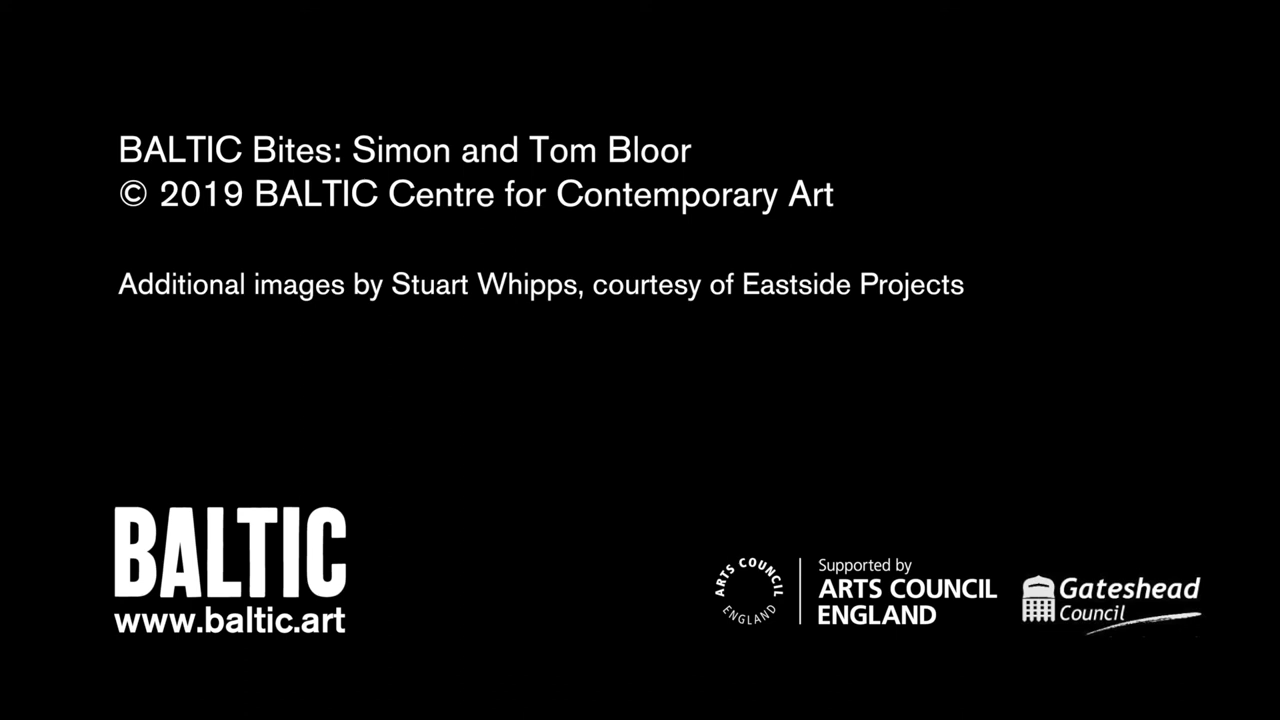 BALTIC Bites: Simon and Tom Bloor
© 2019 BALTIC Centre for Contemporary Art
Additional images by Stuart Whipps, courtesy of Eastside Projects
BALTIC
www.baltic.art
ARTS COUNCIL
ENGLAND
Supported by
ARTS COUNCIL
ENGLAND
Gateshead
Council